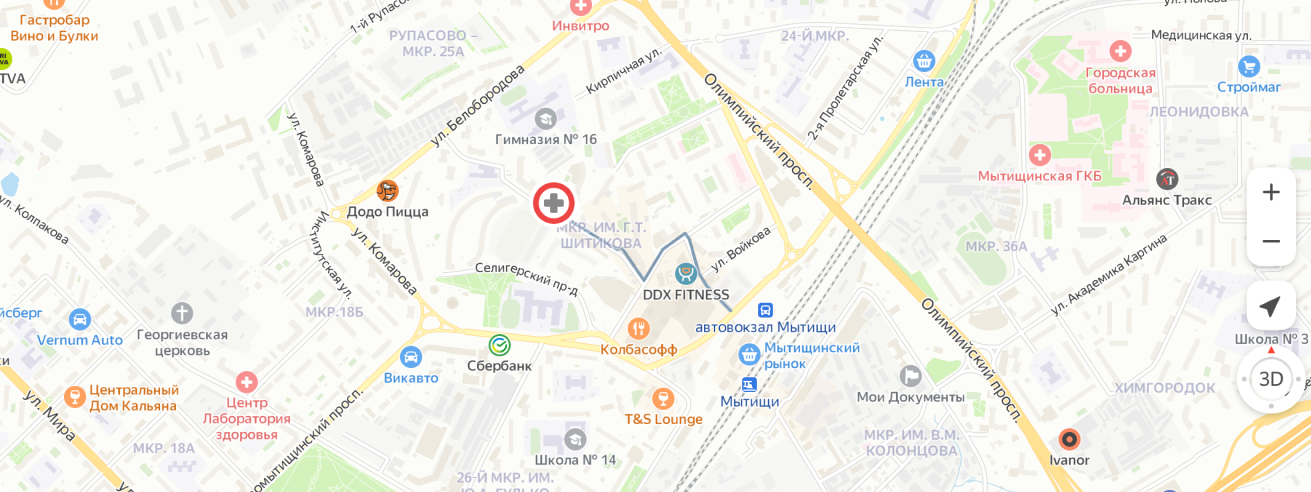 Гастробар
Вино и Булки
TVA
1-й Рупасо
Инвитро
РУПАСОВО –
МКР. 25А
24-Й МКР.
Медицинская ул.
Городская
больница
Строймаг
ЛЕОНИДОВКА
Лента
2-я Пролетарская ул.
Олимпийский просп.
Кирпичная ул.
ул. Белобородова
Гимназия № 16
ул. Комарова
Мытищинская ГКБ
Альянс Тракс
Додо Пицца
ул. Колпакова
Институтская ул.
ул. Комарова
МКР. ИМ. Г.Т.
ШИТИКОВА
ул. Войкова
МКР. 36А
ул. Академика Каргина
Селигерский пр-д
DDX FITNESS
МКР. 18Б
йсберг
Vernum Auto
Георгиевская
церковь
автовокзал Мытищи
Колбасофф
Мытищинский
рынок
Олимпийский просп.
Школа № 3
3D
Сбербанк
Викавто
Мытищи
Мои Документы
ХИМГОРОДОК
Центральный
Дом Кальяна
Центр
Лаборатория
здоровья
T&S Lounge
ул. Мира
МКР. 18А
омытищинский просп.
Школа № 14
МКР. ИМ. В.М.
КОЛОНЦОВА
Ivanor
26-Й МКР. ИМ.